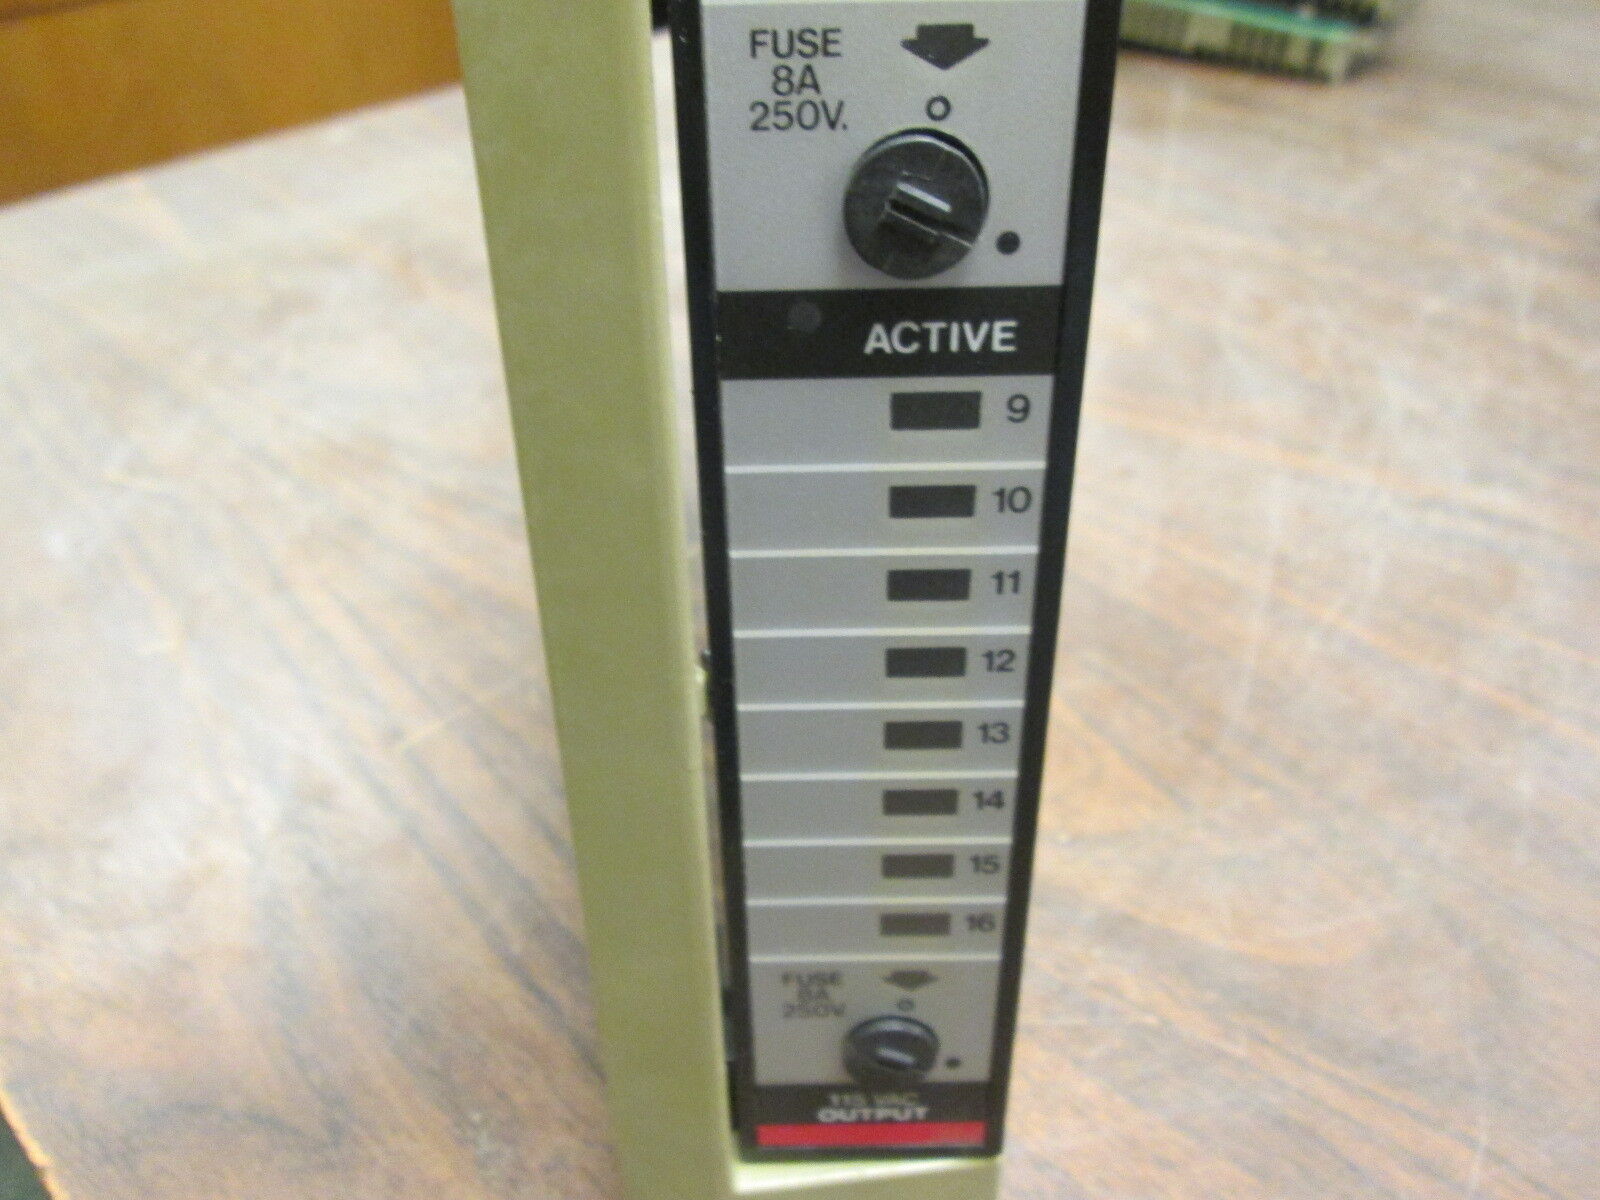 FUSE
8A
250V.
ACTIVE
9
10
11
12
13
14
15
16
FUSE
8A
250V.
115 VAC
OUTPUT